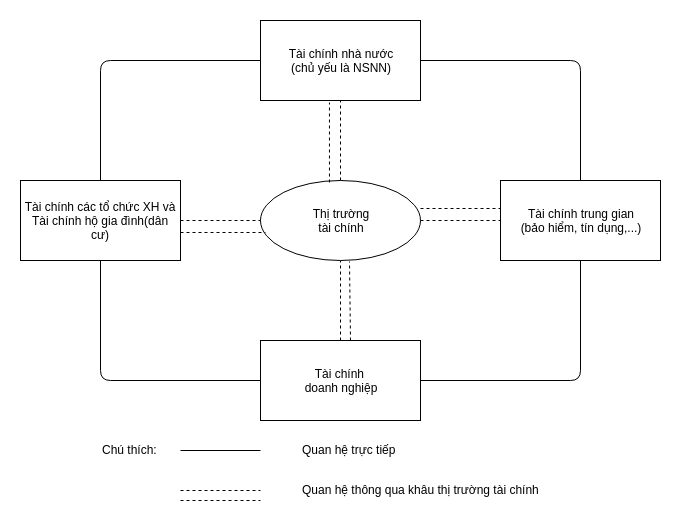 Tài chính nhà nước
(chủ yếu là NSNN)
Tài chính các tổ chức XH và
Tài chính hộ gia đình(dân
cư)
Thị trường
tài chính
Tài chính trung gian
(bảo hiểm, tín dụng,...)
Tài chính
doanh nghiệp
Chú thích:
Quan hệ trực tiếp
Quan hệ thông qua khâu thị trường tài chính